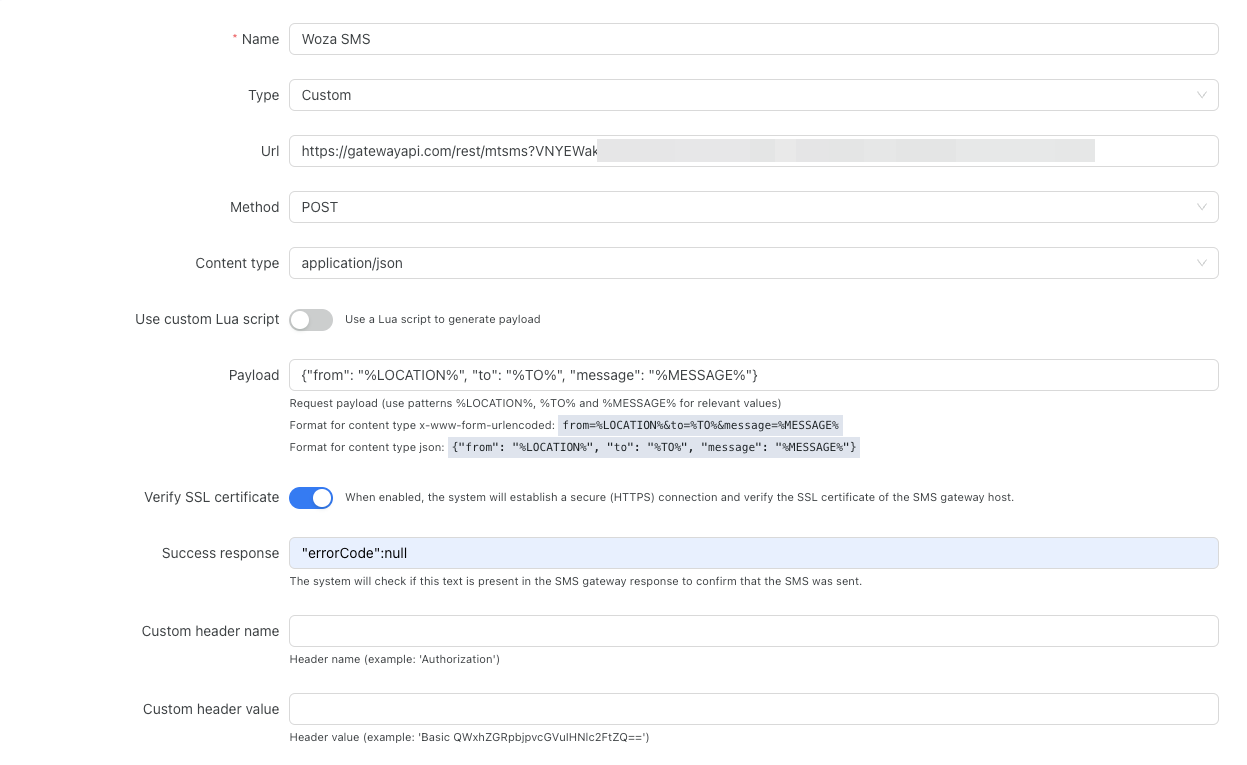 * Name Woza SMS
Type Custom
Url https://gatewayapi.com/rest/mtsms?VNYEWak
Method POST
Content type application/json
Use custom Lua script Use a Lua script to generate payload
Payload {"from": "%LOCATION%", "to": "%TO%", "message": "%MESSAGE%"}
Request payload (use patterns %LOCATION%, %TO% and %MESSAGE% for relevant values)
Format for content type x-www-form-urlencoded: from=%LOCATION%&to=%TO%&message=%MESSAGE%
Format for content type json: {"from": "%LOCATION%", "to": "%TO%", "message": "%MESSAGE%"}
Verify SSL certificate When enabled, the system will establish a secure (HTTPS) connection and verify the SSL certificate of the SMS gateway host.
Success response "errorCode":null
The system will check if this text is present in the SMS gateway response to confirm that the SMS was sent.
Custom header name
Header name (example: 'Authorization')
Custom header value
Header value (example: 'Basic QWxhZGRpbjpvcGVuIHNlc2FtZQ==')